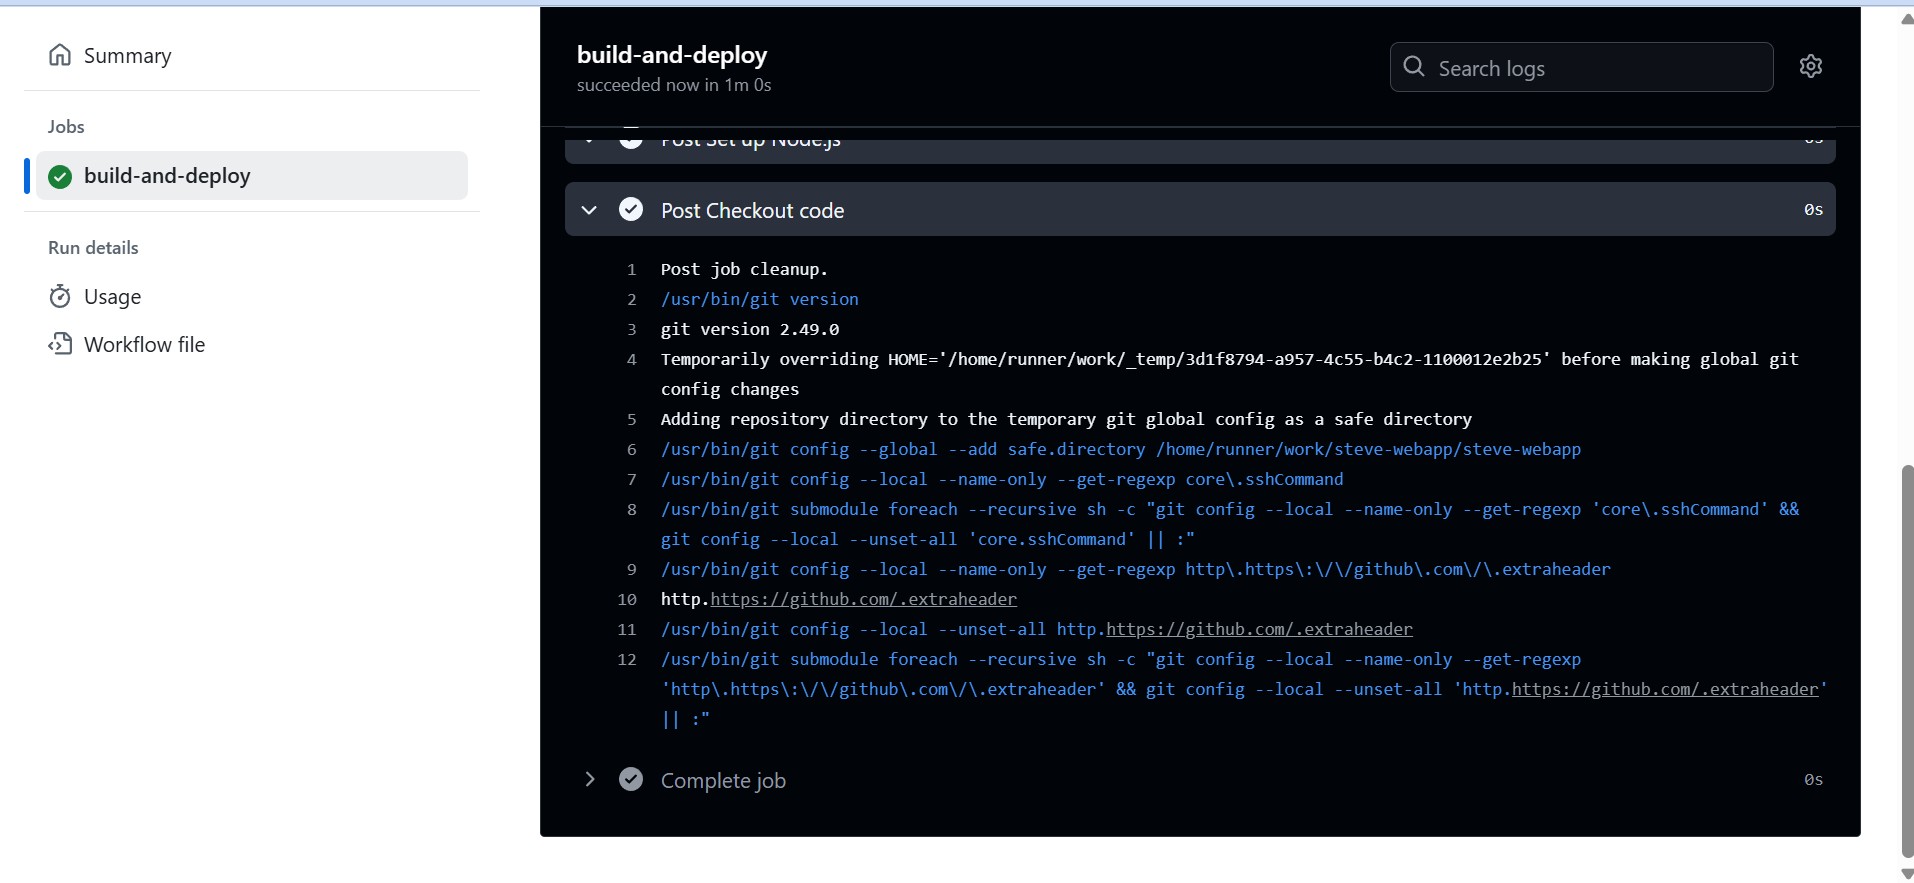 Summary
Jobs
build-and-deploy
Run details
Usage
Workflow file
build-and-deploy
succeeded now in 1m 0s
Search logs
Post Set up Node.js
0s
Post Checkout code
0s
1 Post job cleanup.
2 /usr/bin/git version
3 git version 2.49.0
4 Temporarily overriding HOME='/home/runner/work/_temp/3d1f8794-a957-4c55-b4c2-1100012e2b25' before making global git
config changes
5 Adding repository directory to the temporary git global config as a safe directory
6 /usr/bin/git config --global --add safe.directory /home/runner/work/steve-webapp/steve-webapp
7 /usr/bin/git config --local --name-only --get-regexp core\.sshCommand
8 /usr/bin/git submodule foreach --recursive sh -c "git config --local --name-only --get-regexp 'core\.sshCommand' &&
git config --local --unset-all 'core.sshCommand' || :"
9 /usr/bin/git config --local --name-only --get-regexp http\.https\:\/\/github\.com\/\.extraheader
10 http.https://github.com/.extraheader
11 /usr/bin/git config --local --unset-all http.https://github.com/.extraheader
12 /usr/bin/git submodule foreach --recursive sh -c "git config --local --name-only --get-regexp
'http\.https\:\/\/github\.com\/\.extraheader' && git config --local --unset-all 'http.https://github.com/.extraheader'
|| :"
Complete job
0s